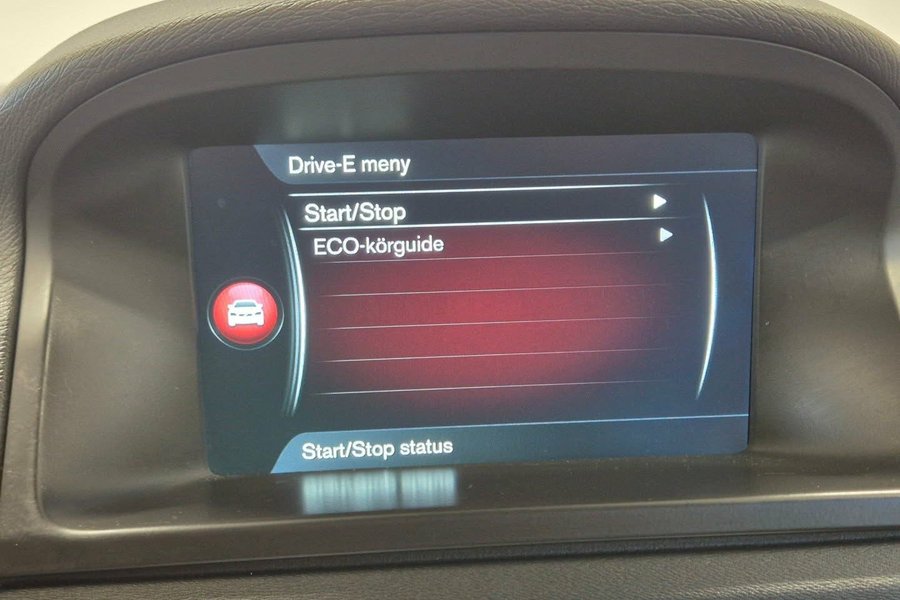 Drive-E meny
Start/Stop
ECO-körguide
Start/Stop status